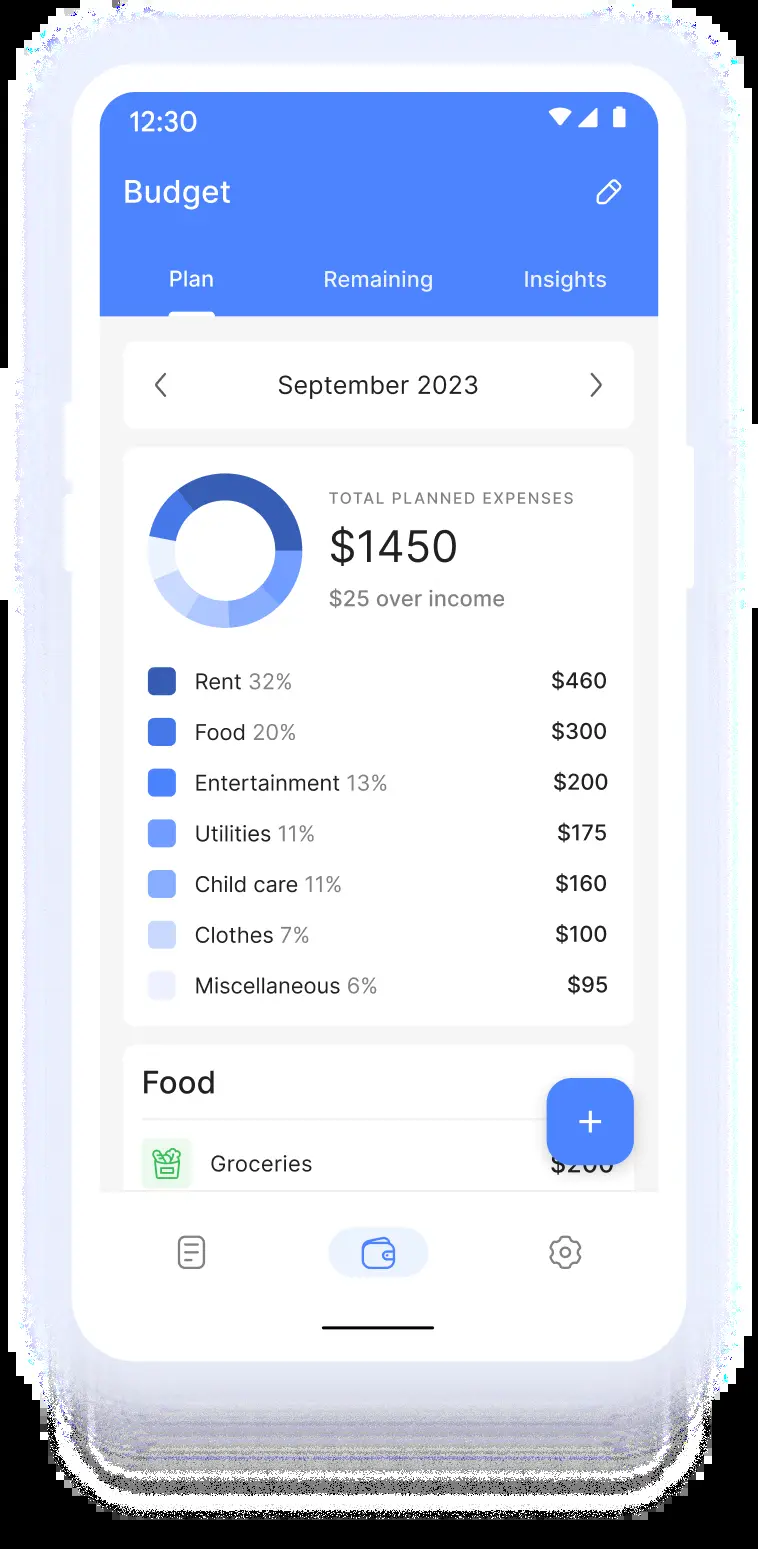 12:30
Budget
Plan Remaining Insights
September 2023
TOTAL PLANNED EXPENSES
$1450
$25 over income
Rent 32% $460
Food 20% $300
Entertainment 13% $200
Utilities 11% $175
Child care 11% $160
Clothes 7% $100
Miscellaneous 6% $95
Food
Groceries $200